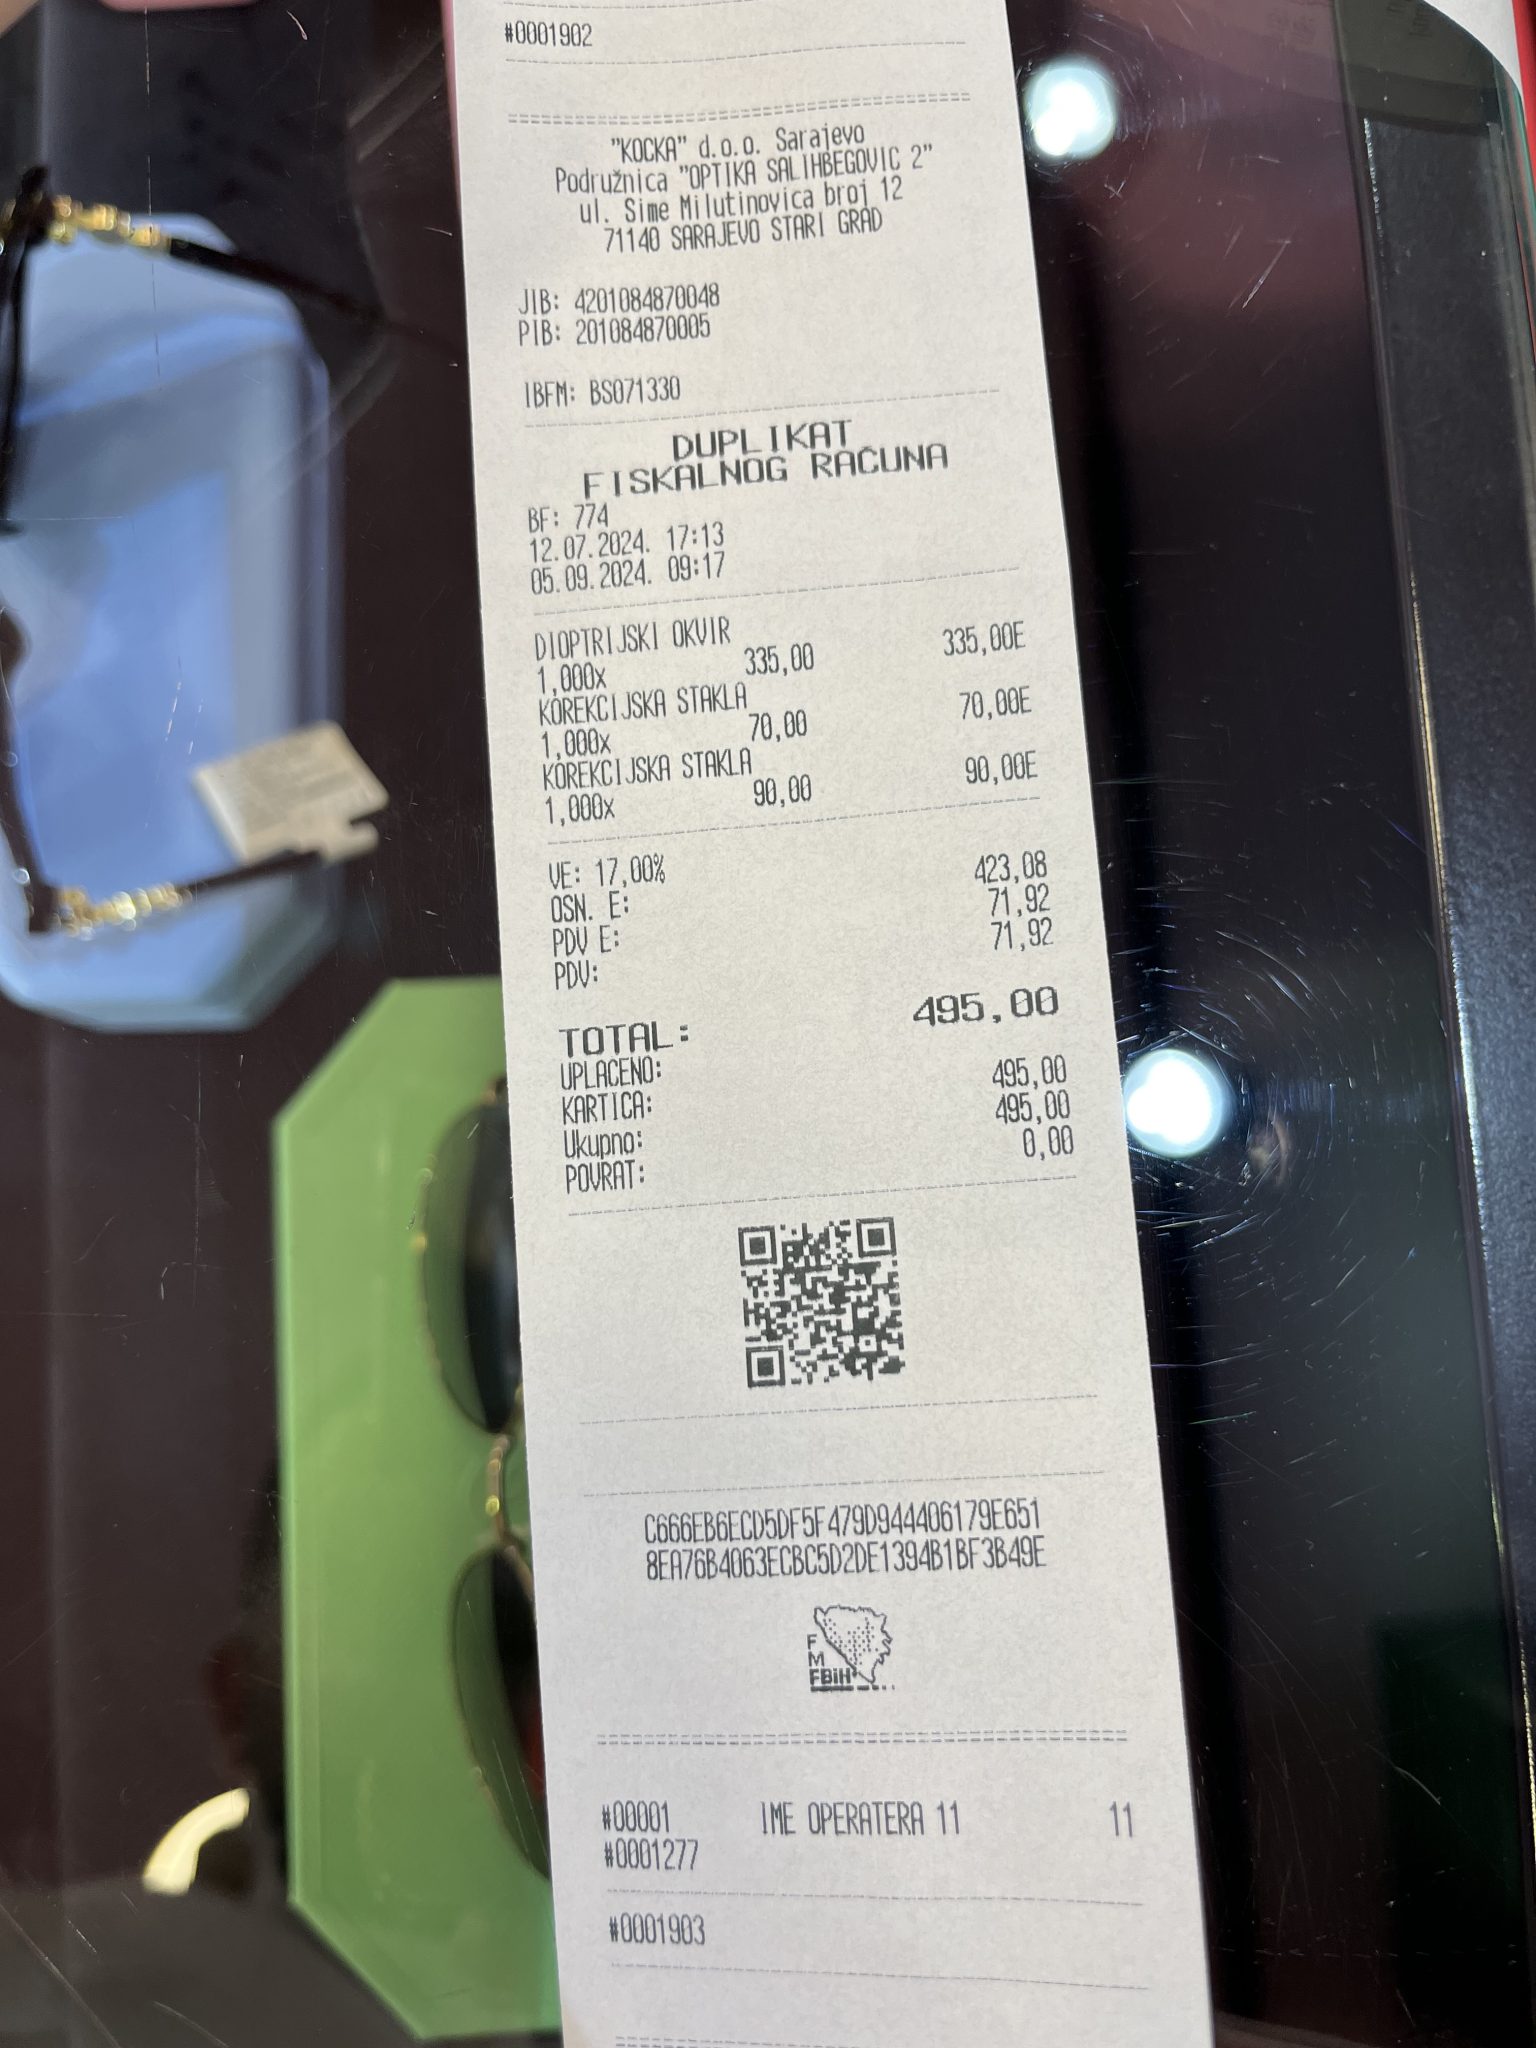 #0001902
"KOCKA" d.o.o. Sarajevo
Podružnica "OPTIKA SALIHBEGOVIC 2"
ul. Sime Milutinovica broj 12
71140 SARAJEVO STARI GRAD
JIB: 4201084870048
PIB: 201084870005
IBFM: BS071330
DUPLIKAT
FISKALNOG RAČUNA
BF: 774
12.07.2024. 17:13
05.09.2024. 09:17
DIOPTRIJSKI OKVIR
1,000x 335,00 335,00E
KOREKCIJSKA STAKLA
1,000x 70,00 70,00E
KOREKCIJSKA STAKLA
1,000x 90,00 90,00E
VE: 17,00%
OSN. E: 423,08
PDV E: 71,92
PDV: 71,92
TOTAL: 495,00
UPLAĆENO:
KARTICA: 495,00
Ukupno: 495,00
POVRAT: 0,00
C666EB6ECD5DF5F479D944406179E651
8EA76B4063ECBC5D2DE1394B1BF3B49E
F
M
FBiH
#00001 IME OPERATERA 11 11
#0001277
#0001903